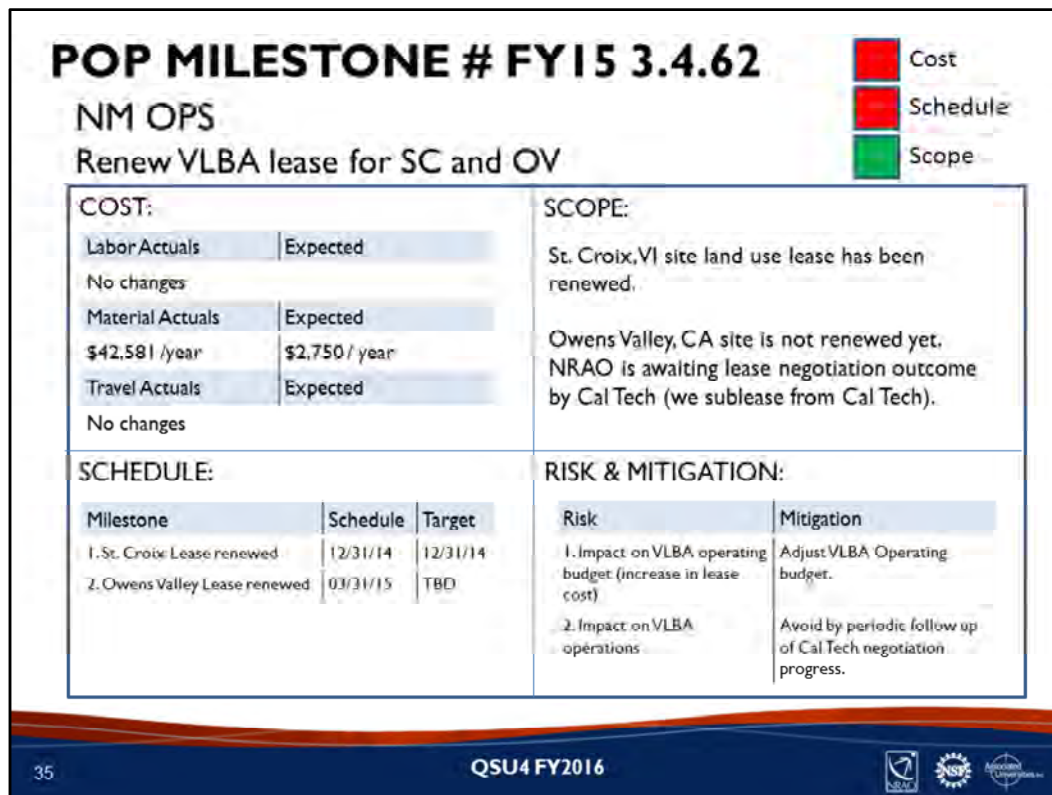 POP MILESTONE # FY15 3.4.62
Cost
Schedule
Scope
NM OPS
Renew VLBA lease for SC and OV
COST:
Labor Actuals Expected
No changes
Material Actuals Expected
$42,581 /year $2,750 / year
Travel Actuals Expected
No changes
SCOPE:
St. Croix, VI site land use lease has been
renewed.
Owens Valley, CA site is not renewed yet.
NRAO is awaiting lease negotiation outcome
by Cal Tech (we sublease from Cal Tech).
SCHEDULE:
Milestone Schedule Target
1. St. Croix Lease renewed 12/31/14 12/31/14
2. Owens Valley Lease renewed 03/31/15 TBD
RISK & MITIGATION:
Risk Mitigation
1. Impact on VLBA operating Adjust VLBA Operating
budget (increase in lease budget.
cost)
2. Impact on VLBA Avoid by periodic follow up
operations of Cal Tech negotiation
progress.
35
QSU4 FY2016
NRAO
NSF
Associated
Universities, Inc.